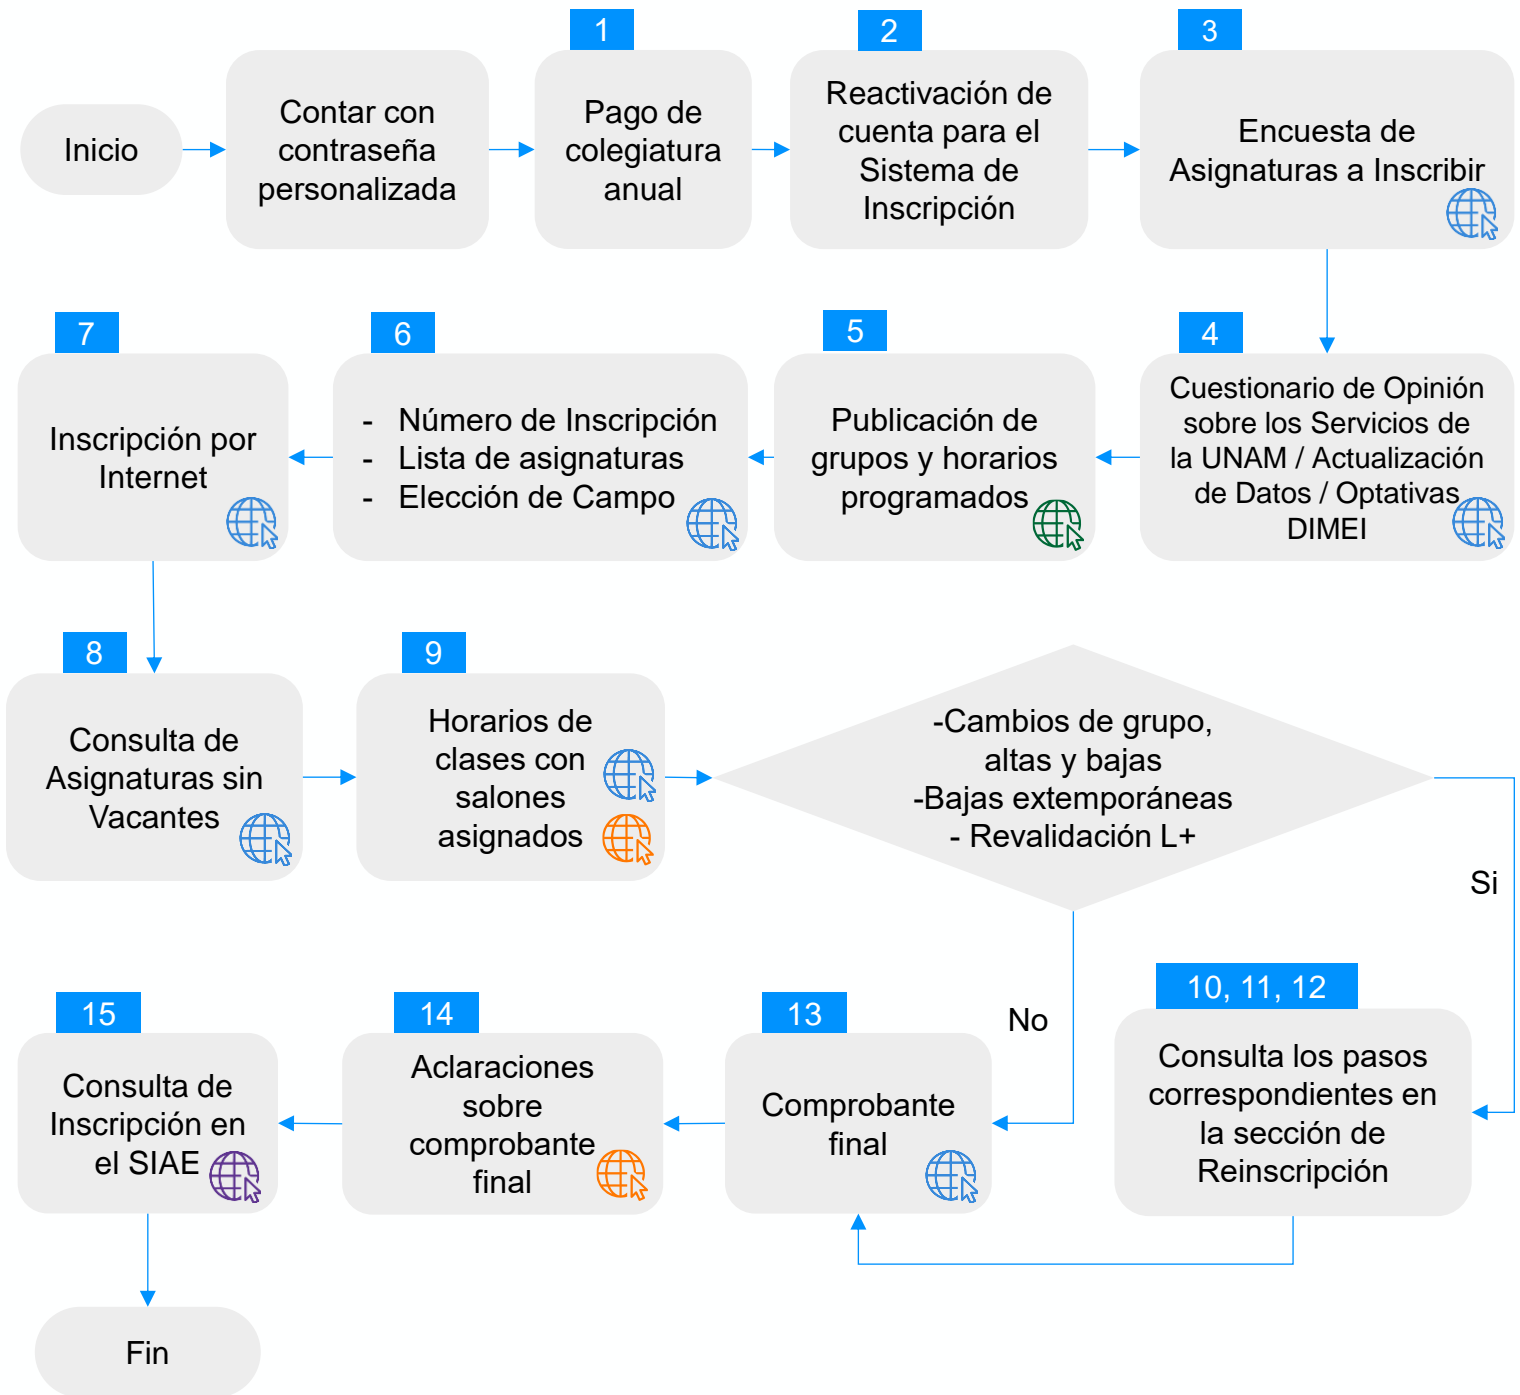 Inicio
Contar con
contraseña
personalizada
1
Pago de
colegiatura
anual
2
Reactivación de
cuenta para el
Sistema de
Inscripción
3
Encuesta de
Asignaturas a Inscribir
4
Cuestionario de Opinión
sobre los Servicios de
la UNAM / Actualización
de Datos / Optativas
DIMEI
5
Publicación de
grupos y horarios
programados
6
- Número de Inscripción
- Lista de asignaturas
- Elección de Campo
7
Inscripción por
Internet
8
Consulta de
Asignaturas sin
Vacantes
9
Horarios de
clases con
salones
asignados
-Cambios de grupo,
altas y bajas
-Bajas extemporáneas
- Revalidación L+
Si
No
10, 11, 12
Consulta los pasos
correspondientes en
la sección de
Reinscripción
13
Comprobante
final
14
Aclaraciones
sobre
comprobante
final
15
Consulta de
Inscripción en
el SIAE
Fin